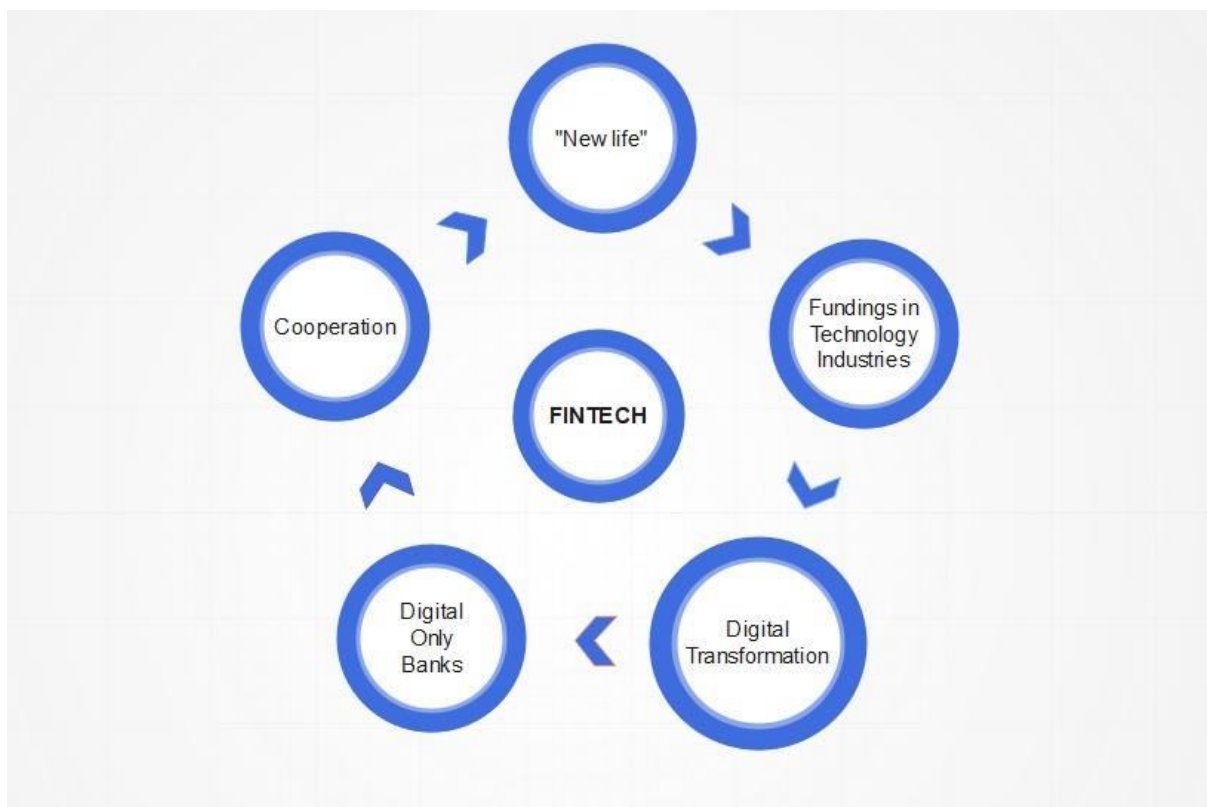 "New life"
Fundings in
Technology
Industries
Cooperation
FINTECH
Digital
Only
Banks
Digital
Transformation